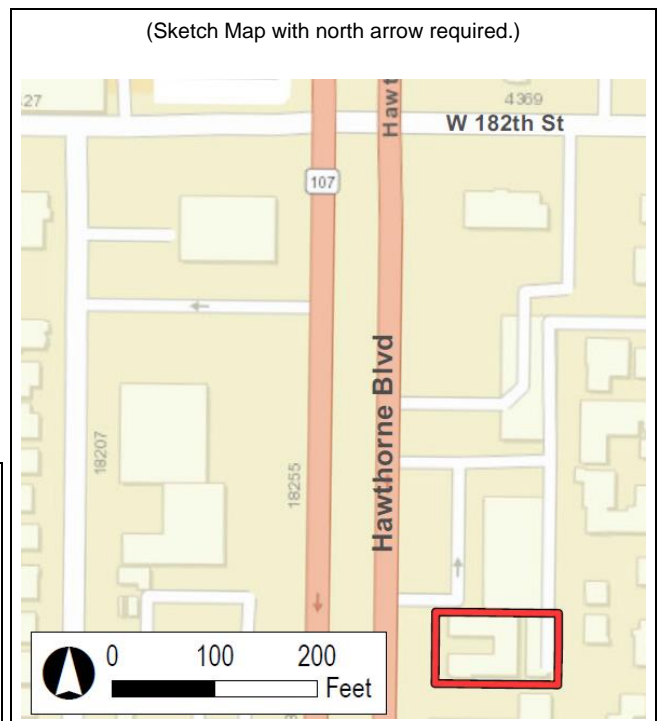 (Sketch Map with north arrow required.)
27
Hawt
4369
W 182th St
107
Hawthorne Blvd
18207
18255
0 100 200
Feet